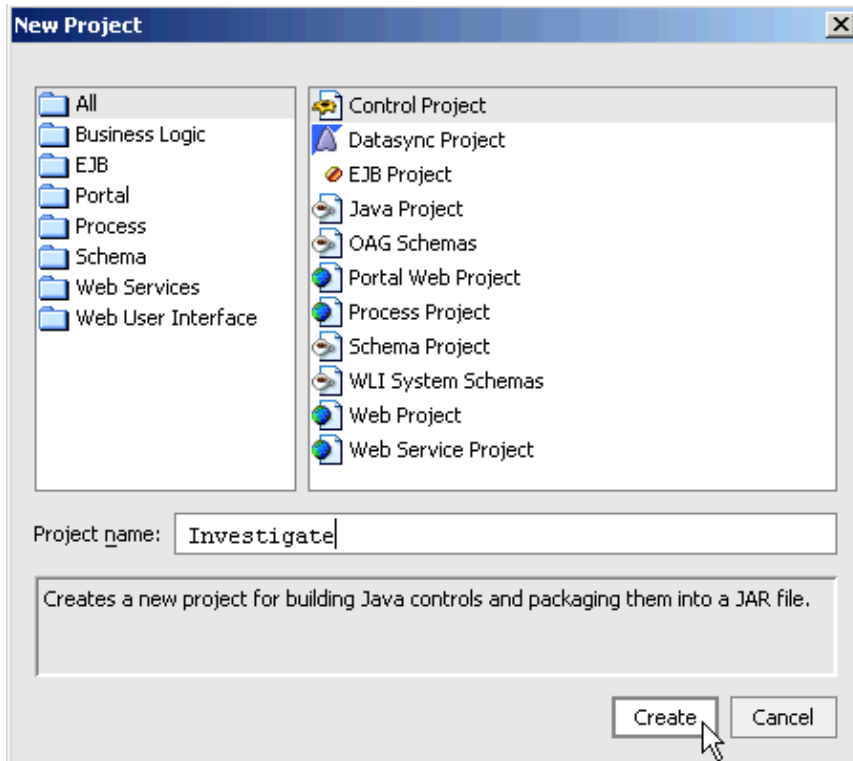 New Project
All
Business Logic
EJB
Portal
Process
Schema
Web Services
Web User Interface
Control Project
Datasync Project
EJB Project
Java Project
OAG Schemas
Portal Web Project
Process Project
Schema Project
WLI System Schemas
Web Project
Web Service Project
Project name: Investigate
Creates a new project for building Java controls and packaging them into a JAR file.
Create Cancel